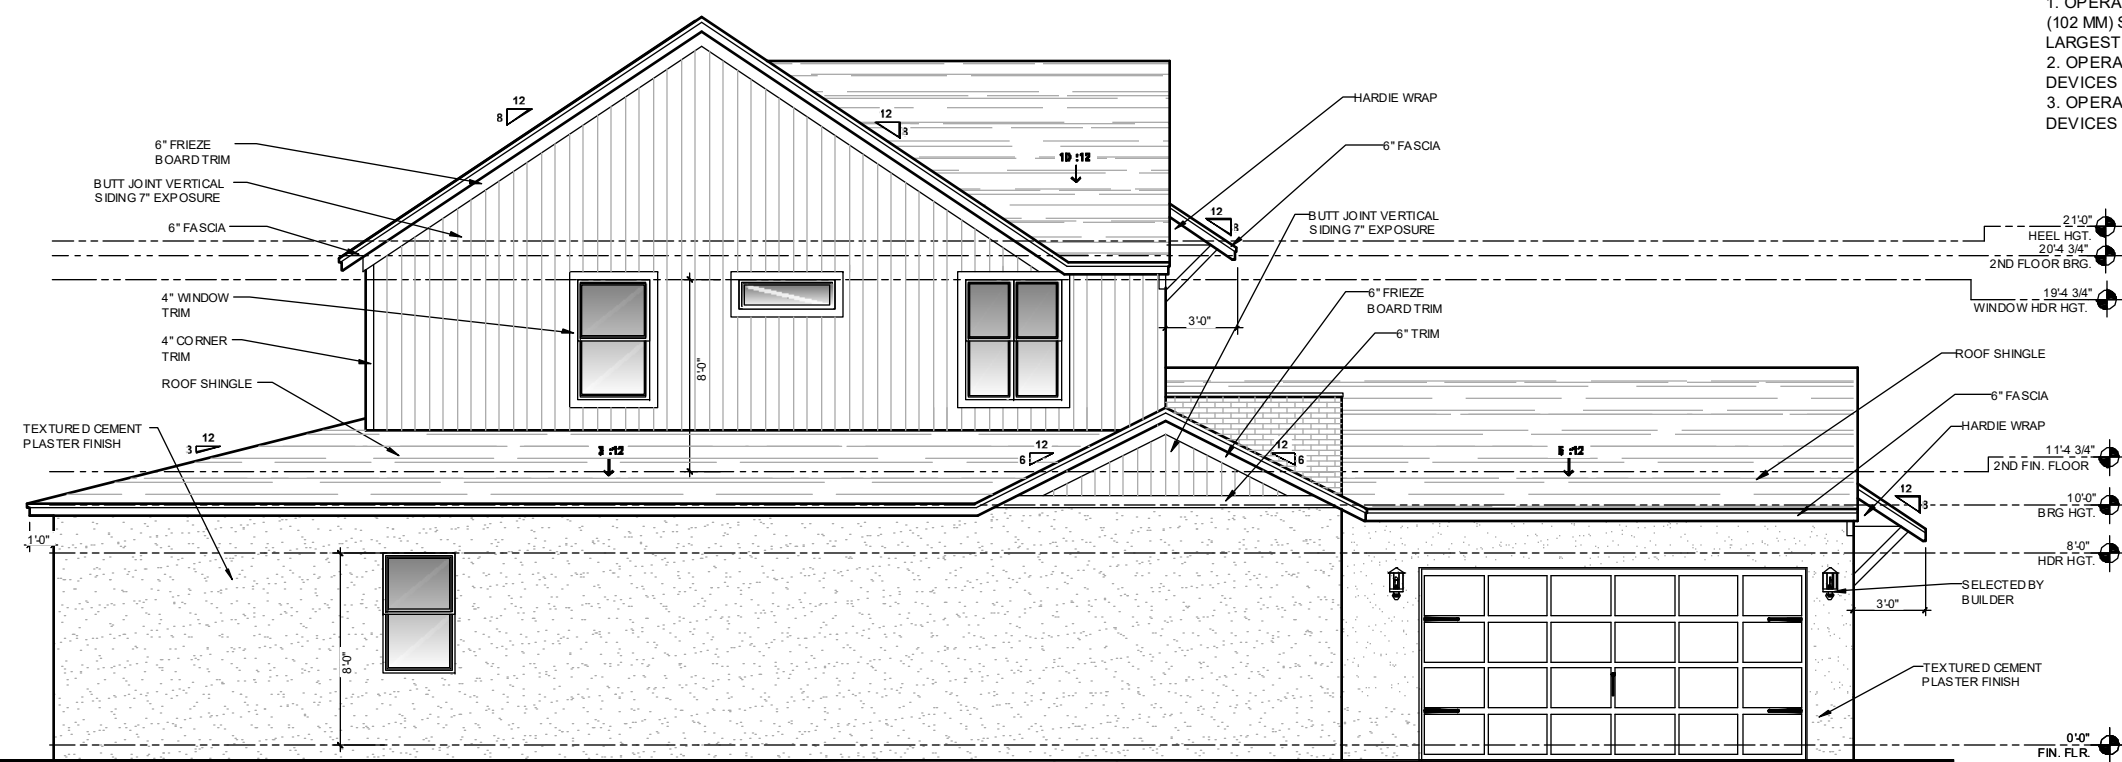 1. OPERA
(102 MM) S
LARGEST
2. OPERA
DEVICES
3. OPERA
DEVICES
12
8
12
8
10 :12
HARDIE WRAP
6" FASCIA
6" FRIEZE
BOARD TRIM
BUTT JOINT VERTICAL
SIDING 7" EXPOSURE
6" FASCIA
12
8
BUTT JOINT VERTICAL
SIDING 7" EXPOSURE
21'-0"
HEEL HGT.
20'-4 3/4"
2ND FLOOR BRG.
19'-4 3/4"
WINDOW HDR HGT.
4" WINDOW
TRIM
4" CORNER
TRIM
ROOF SHINGLE
8'-0"
3'-0"
6" FRIEZE
BOARD TRIM
6" TRIM
ROOF SHINGLE
6" FASCIA
HARDIE WRAP
TEXTURED CEMENT
PLASTER FINISH
12
3
3 :12
12
6
12
6
5 :12
11'-4 3/4"
2ND FIN. FLOOR
12
8
10'-0"
BRG HGT.
1'-0"
8'-0"
HDR HGT.
SELECTED BY
BUILDER
3'-0"
8'-0"
TEXTURED CEMENT
PLASTER FINISH
0'-0"
FIN. FLR.